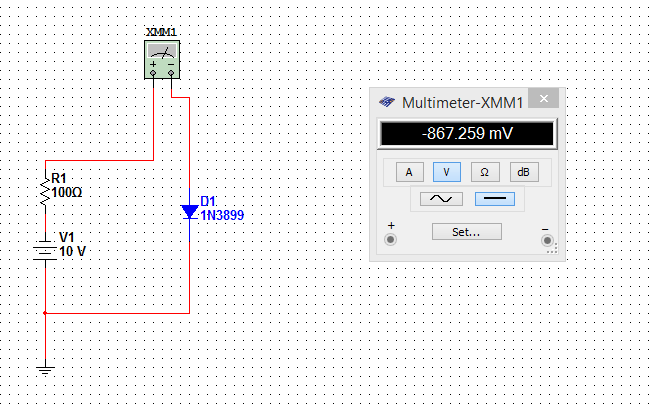 XMM1
R1
100Ω
V1
10 V
D1
1N3899
Multimeter-XMM1
-867.259 mV
A
V
Ω
dB
+
Set...
−